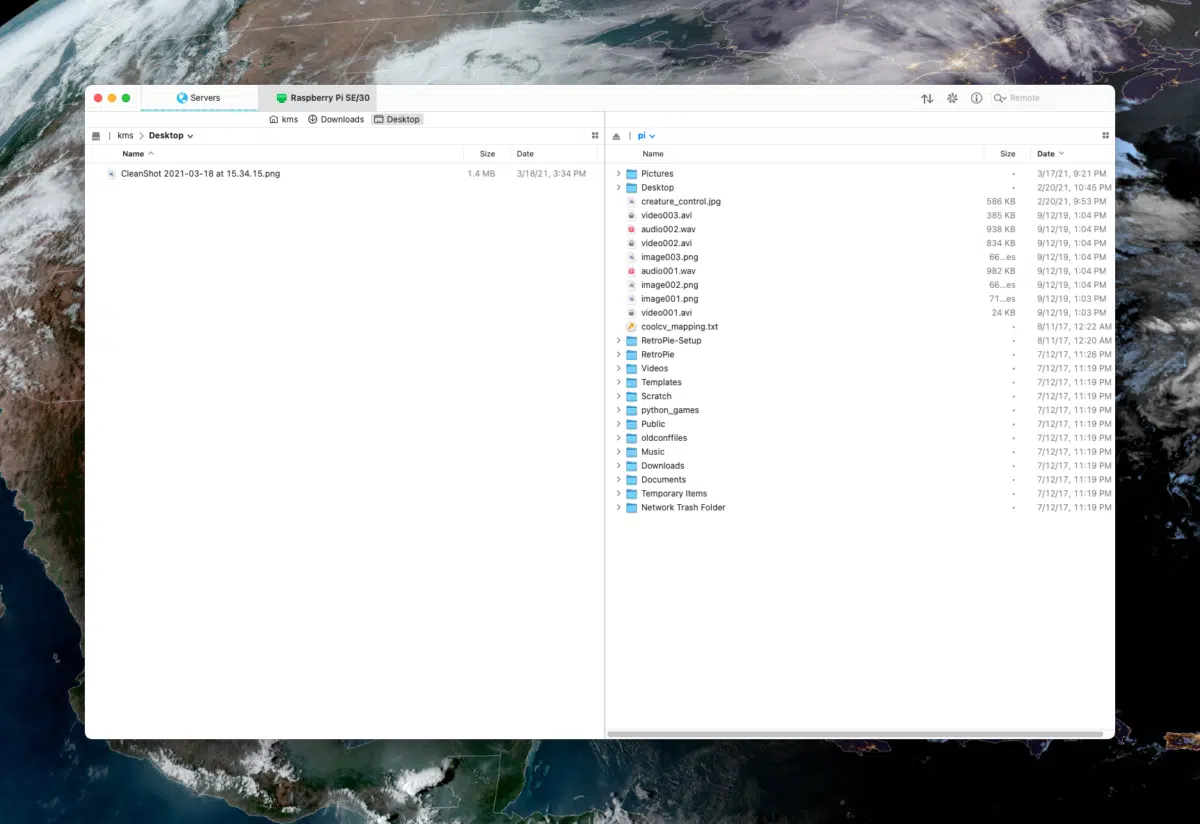 Servers Raspberry Pi SE/30 Remote
kms Downloads Desktop
kms Desktop pi
Name Size Date Name Size Date
CleanShot 2021-03-18 at 15.34.15.png 1.4 MB 3/18/21, 3:34 PM
Pictures 3/17/21, 9:21 PM
Desktop 2/20/21, 10:45 PM
creature_control.jpg 586 KB 2/20/21, 9:53 PM
video003.avi 385 KB 9/12/19, 1:04 PM
audio002.wav 938 KB 9/12/19, 1:04 PM
video002.avi 834 KB 9/12/19, 1:04 PM
image003.png 66...es 9/12/19, 1:04 PM
audio001.wav 982 KB 9/12/19, 1:04 PM
image002.png 66...es 9/12/19, 1:04 PM
image001.png 71...es 9/12/19, 1:03 PM
video001.avi 24 KB 9/12/19, 1:03 PM
coolcv_mapping.txt 8/11/17, 12:22 AM
RetroPie-Setup 8/11/17, 12:20 AM
RetroPie 7/12/17, 11:26 PM
Videos 7/12/17, 11:19 PM
Templates 7/12/17, 11:19 PM
Scratch 7/12/17, 11:19 PM
python_games 7/12/17, 11:19 PM
Public 7/12/17, 11:19 PM
oldconffiles 7/12/17, 11:19 PM
Music 7/12/17, 11:19 PM
Downloads 7/12/17, 11:19 PM
Documents 7/12/17, 11:19 PM
Temporary Items 7/12/17, 11:19 PM
Network Trash Folder 7/12/17, 11:19 PM